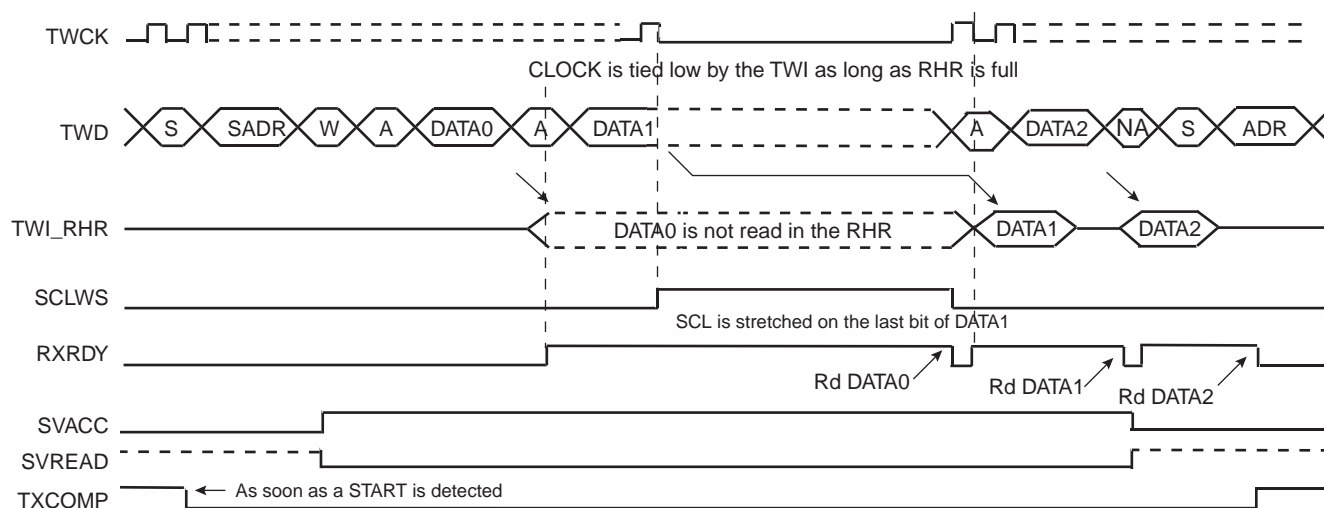 TWCK
CLOCK is tied low by the TWI as long as RHR is full
TWD S SADR W A DATA0 A DATA1 A DATA2 NA S ADR
TWI_RHR DATA0 is not read in the RHR DATA1 DATA2
SCLWS
SCL is stretched on the last bit of DATA1
RXRDY
Rd DATA0 Rd DATA1 Rd DATA2
SVACC
SVREAD
TXCOMP As soon as a START is detected